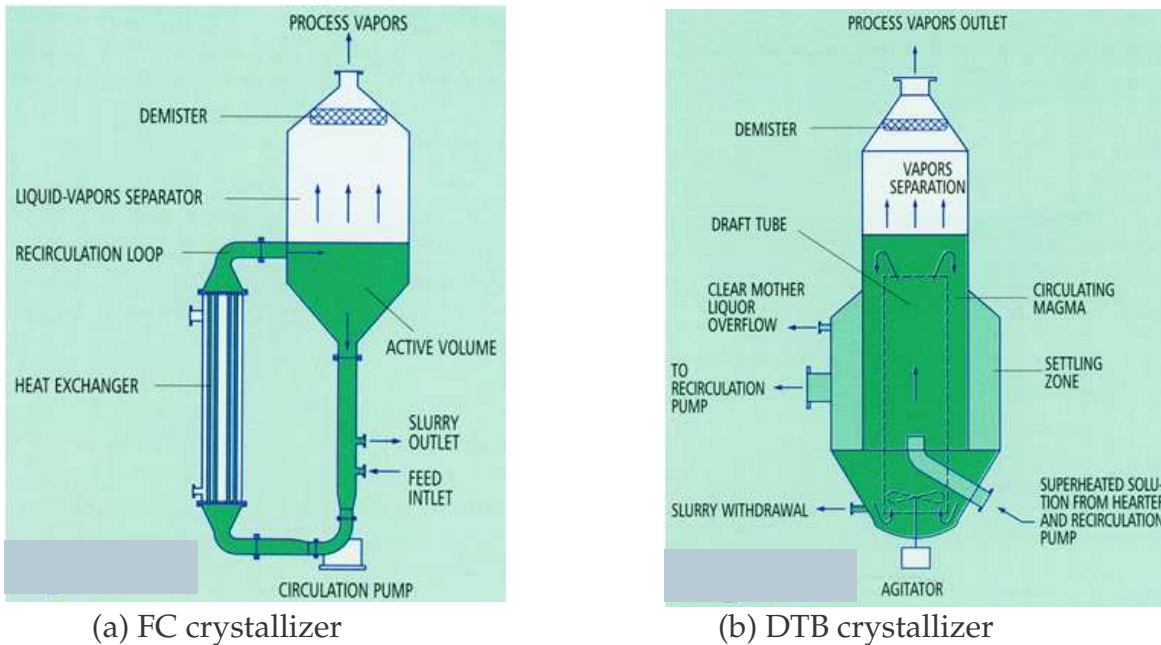 PROCESS VAPORS
DEMISTER
LIQUID-VAPORS SEPARATOR
RECIRCULATION LOOP
ACTIVE VOLUME
HEAT EXCHANGER
SLURRY
OUTLET
FEED
INTLET
CIRCULATION PUMP
(a) FC crystallizer
PROCESS VAPORS OUTLET
DEMISTER
VAPORS
SEPARATION
DRAFT TUBE
CLEAR MOTHER
LIQUOR
OVERFLOW
CIRCULATING
MAGMA
TO
RECIRCULATION
PUMP
SETTLING
ZONE
SLURRY WITHDRAWAL
SUPERHEATED SOLU-
TION FROM HEARTER
AND RECIRCULATION
PUMP
AGITATOR
(b) DTB crystallizer